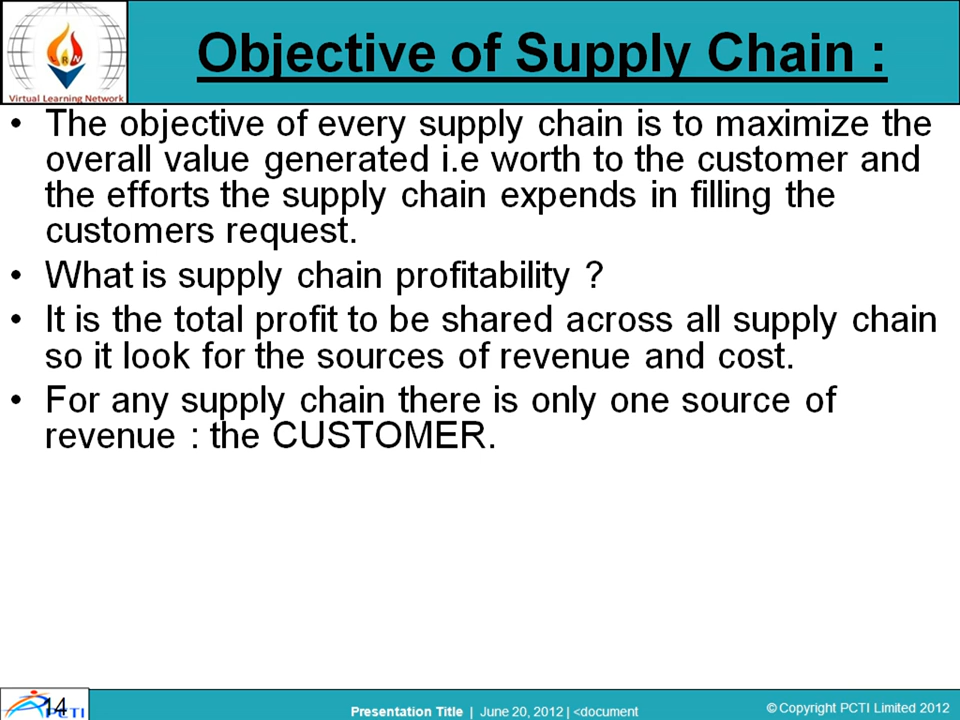 Objective of Supply Chain :
Virtual Learning Network
• The objective of every supply chain is to maximize the
overall value generated i.e worth to the customer and
the efforts the supply chain expends in filling the
customers request.
• What is supply chain profitability ?
• It is the total profit to be shared across all supply chain
so it look for the sources of revenue and cost.
• For any supply chain there is only one source of
revenue : the CUSTOMER.
14
PCTI
Presentation Title | June 20, 2012 | <document
© Copyright PCTI Limited 2012